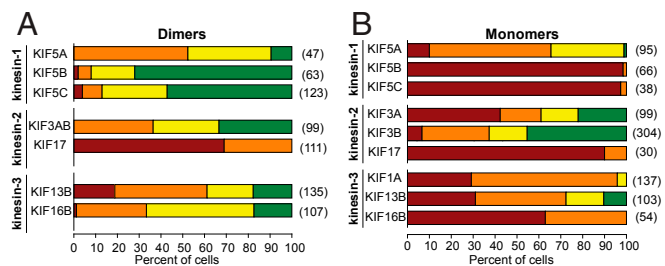 A
Dimers
kinesin-1
KIF5A
(47)
KIF5B
(63)
KIF5C
(123)
kinesin-2
KIF3AB
(99)
KIF17
(111)
kinesin-3
KIF13B
(135)
KIF16B
(107)
0 10 20 30 40 50 60 70 80 90 100
Percent of cells
B
Monomers
kinesin-1
KIF5A
(95)
KIF5B
(66)
KIF5C
(38)
kinesin-2
KIF3A
(99)
KIF3B
(304)
KIF17
(30)
kinesin-3
KIF1A
(137)
KIF13B
(103)
KIF16B
(54)
0 10 20 30 40 50 60 70 80 90 100
Percent of cells